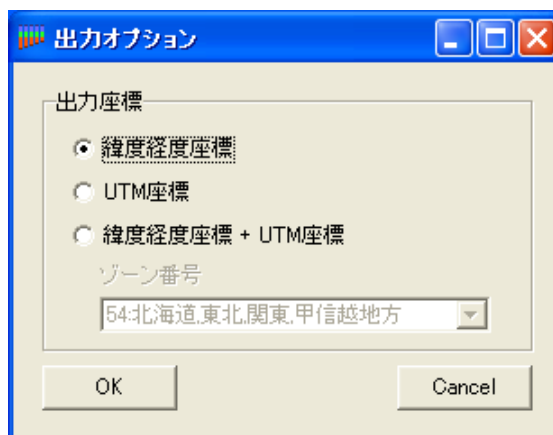 出力オプション
出力座標
緯度経度座標
UTM座標
緯度経度座標 + UTM座標
ゾーン番号
54:北海道,東北,関東,甲信越地方
OK
Cancel